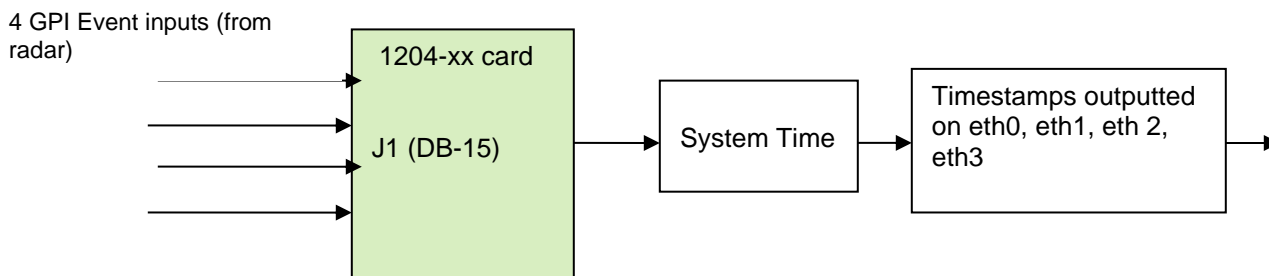 4 GPI Event inputs (from
radar)
1204-xx card
J1 (DB-15)
System Time
Timestamps outputted
on eth0, eth1, eth 2,
eth3